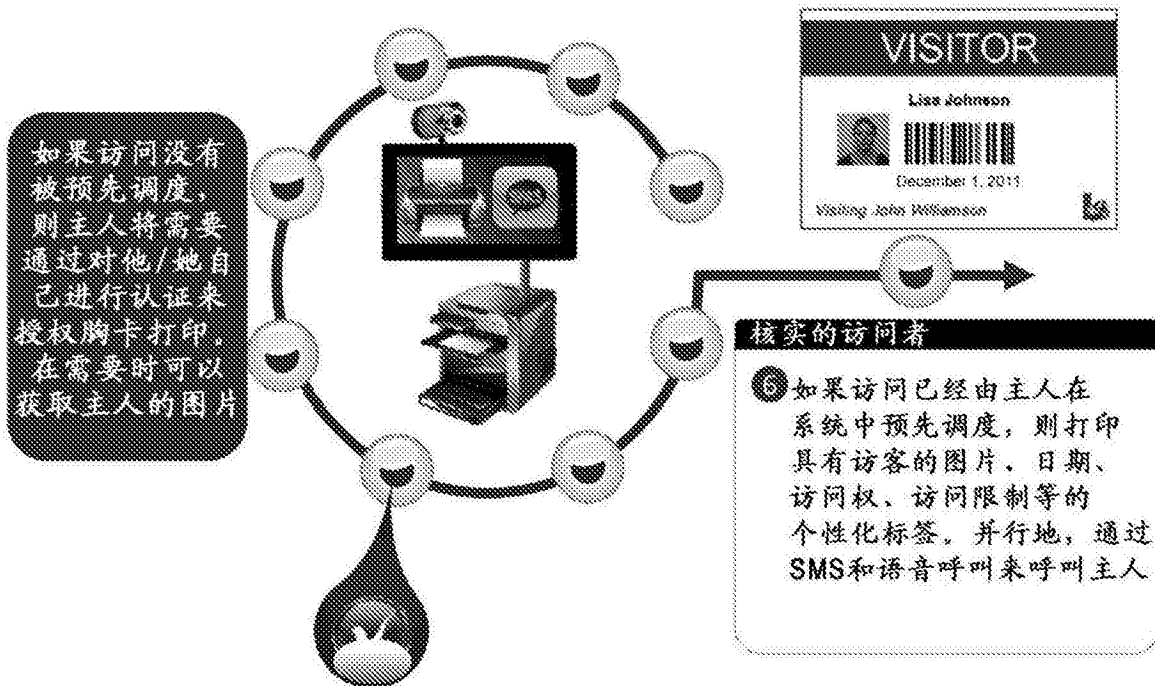 如果访问没有
被预先调度，
则主人将需要
通过对他/她自
己进行认证来
授权胸卡打印。
在需要时可以
获取主人的图片
VISITOR
Lisa Johnson
December 1, 2011
Visiting John Williamson
核实的访问者
6 如果访问已经由主人在
系统中预先调度，则打印
具有访客的图片、日期、
访问权、访问限制等的
个性化标签。并行地，通过
SMS和语音呼叫来呼叫主人